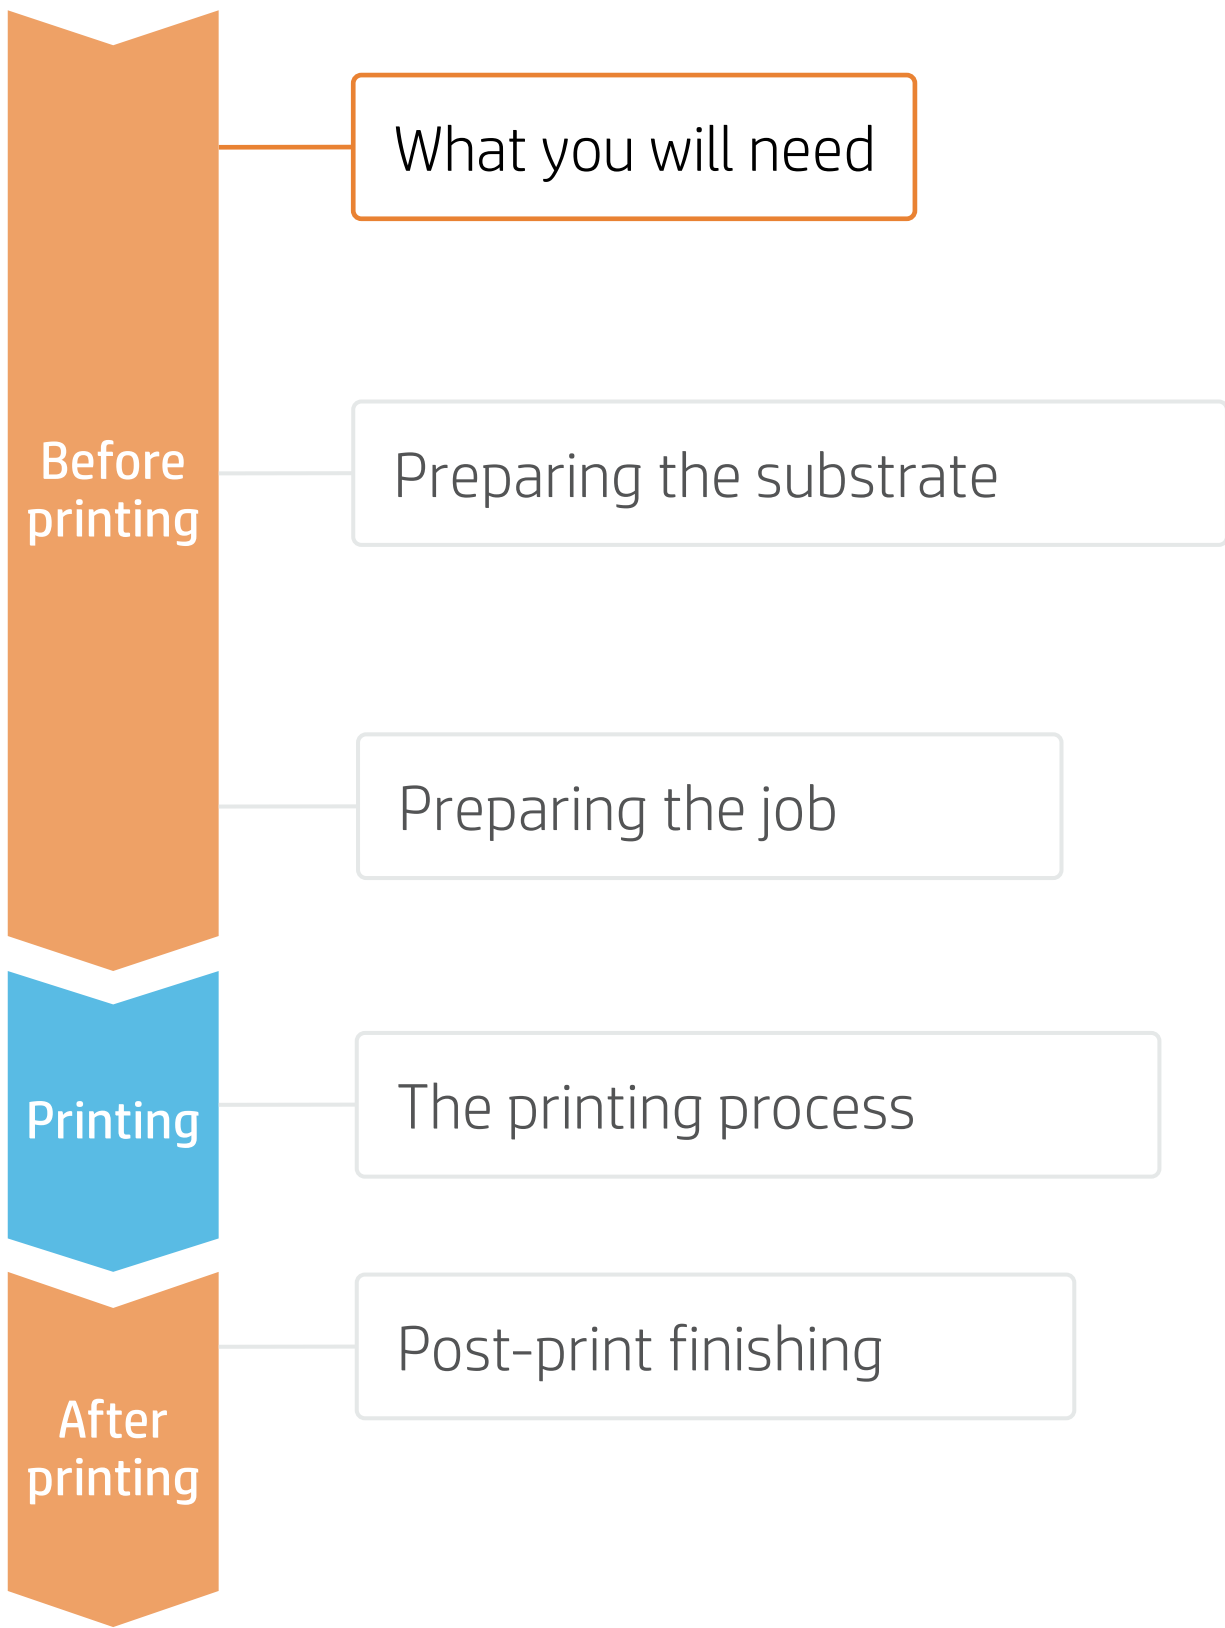 What you will need
Before
printing
Preparing the substrate
Preparing the job
Printing
The printing process
After
printing
Post-print finishing